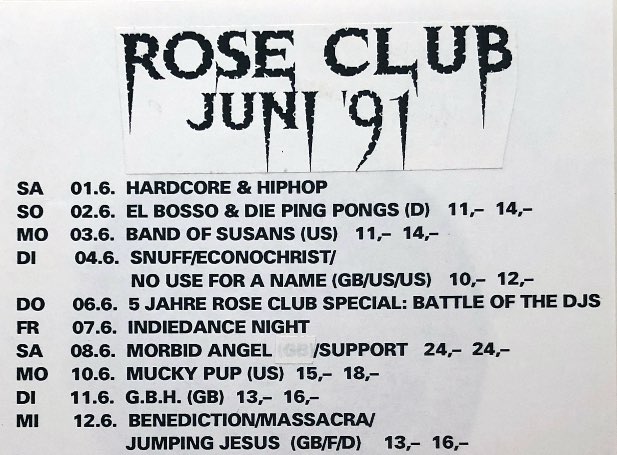 ROSE CLUB
JUNI '91
SA 01.6. HARDCORE & HIPHOP
SO 02.6. EL BOSSO & DIE PING PONGS (D) 11,– 14,–
MO 03.6. BAND OF SUSANS (US) 11,– 14,–
DI 04.6. SNUFF/ECONOCHRIST/
NO USE FOR A NAME (GB/US/US) 10,– 12,–
DO 06.6. 5 JAHRE ROSE CLUB SPECIAL: BATTLE OF THE DJS
FR 07.6. INDIEDANCE NIGHT
SA 08.6. MORBID ANGEL /SUPPORT 24,– 24,–
MO 10.6. MUCKY PUP (US) 15,– 18,–
DI 11.6. G.B.H. (GB) 13,– 16,–
MI 12.6. BENEDICTION/MASSACRA/
JUMPING JESUS (GB/F/D) 13,– 16,–